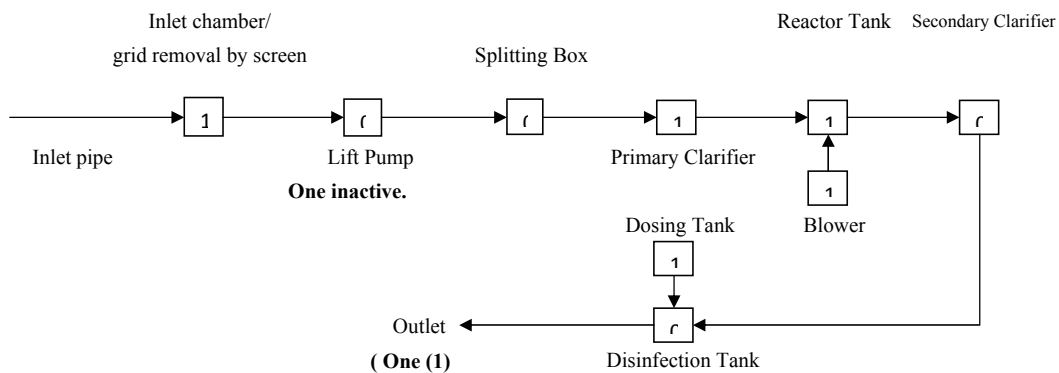 Inlet chamber/
grid removal by screen
Splitting Box
Reactor Tank
Secondary Clarifier
Inlet pipe
Lift Pump
One inactive.
Primary Clarifier
Blower
Dosing Tank
Outlet
( One (1)
Disinfection Tank